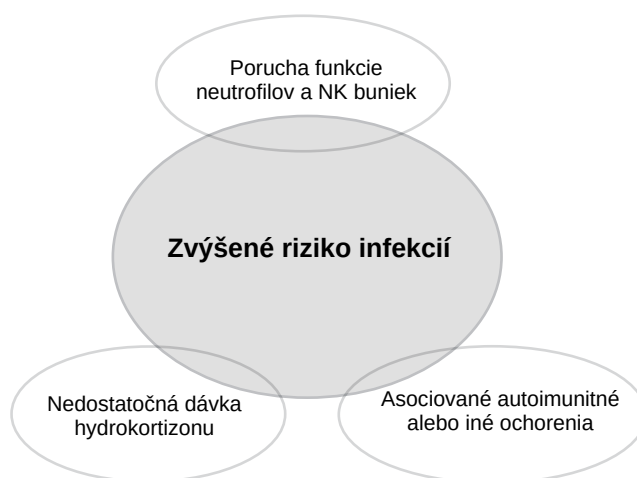 Porucha funkcie
neutrofilov a NK buniek
Zvýšené riziko infekcií
Nedostatočná dávka
hydrokortizonu
Asociované autoimunitné
alebo iné ochorenia